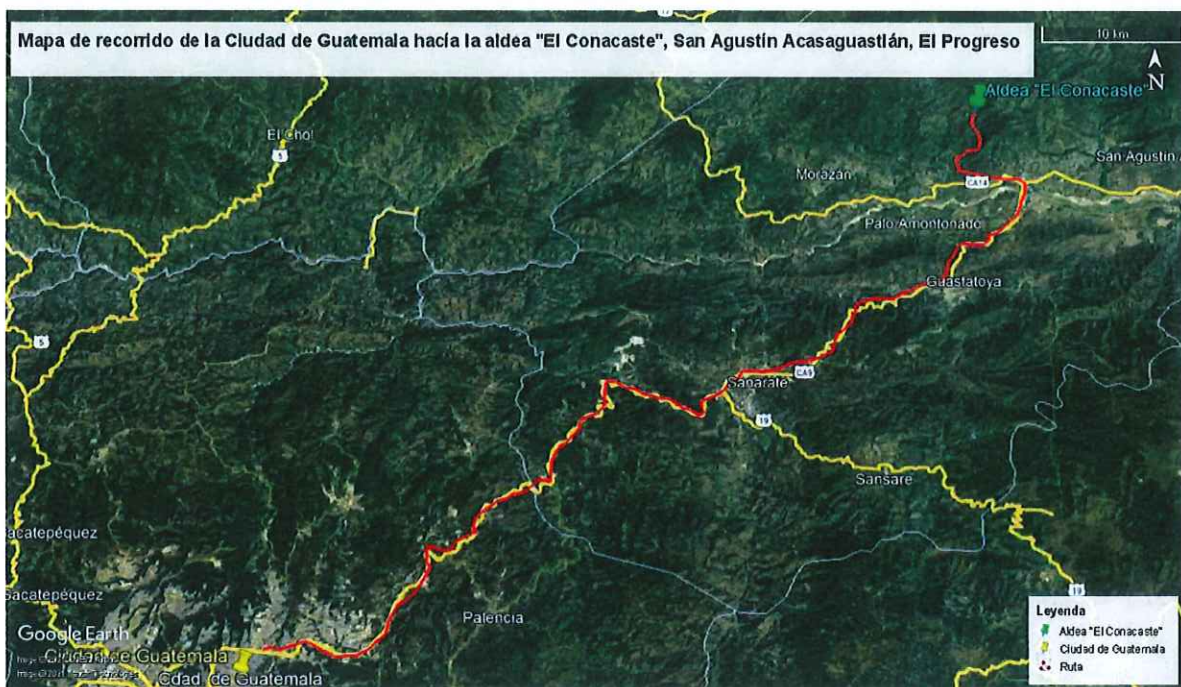 Mapa de recorrido de la Ciudad de Guatemala hacía la aldea "El Conacaste", San Agustín Acasaguastlán, El Progreso
10 km
N
Aldea "El Conacaste"
El Chol
5
San Agustín
Morazán
CA14
Palo Amontonado
Guastatoya
5
Sanarate
CA9
19
Sansare
Sacatepéquez
Sacatepéquez
19
Palencia
Google Earth
Ciudad de Guatemala
Cdad. de Guatemala
Leyenda
Aldea "El Conacaste"
Ciudad de Guatemala
Ruta